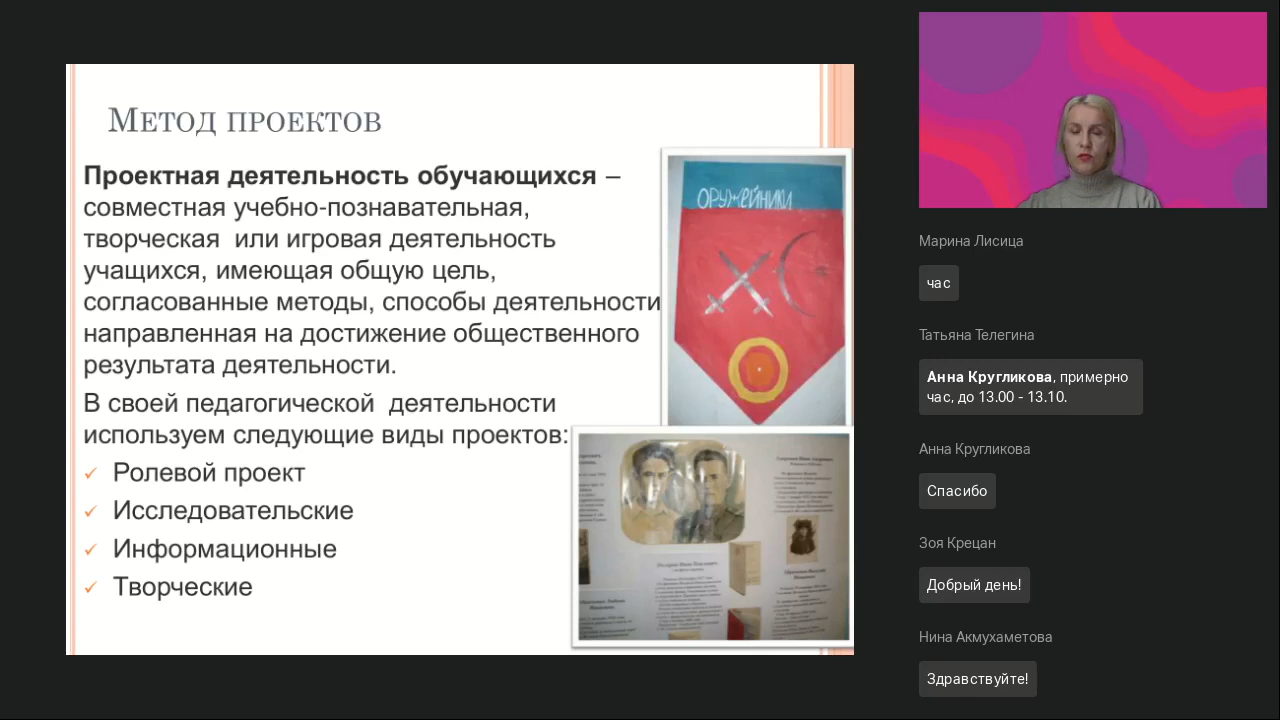 Метод проектов
Проектная деятельность обучающихся –
совместная учебно-познавательная,
творческая или игровая деятельность
учащихся, имеющая общую цель,
согласованные методы, способы деятельности
направленная на достижение общественного
результата деятельности.
В своей педагогической деятельности
используем следующие виды проектов:
Ролевой проект
Исследовательские
Информационные
Творческие
ОРУЖЕЙНИКИ
Марина Лисица
час
Татьяна Телегина
Анна Кругликова, примерно
час, до 13.00 - 13.10.
Анна Кругликова
Спасибо
Зоя Крецан
Добрый день!
Нина Акмухаметова
Здравствуйте!